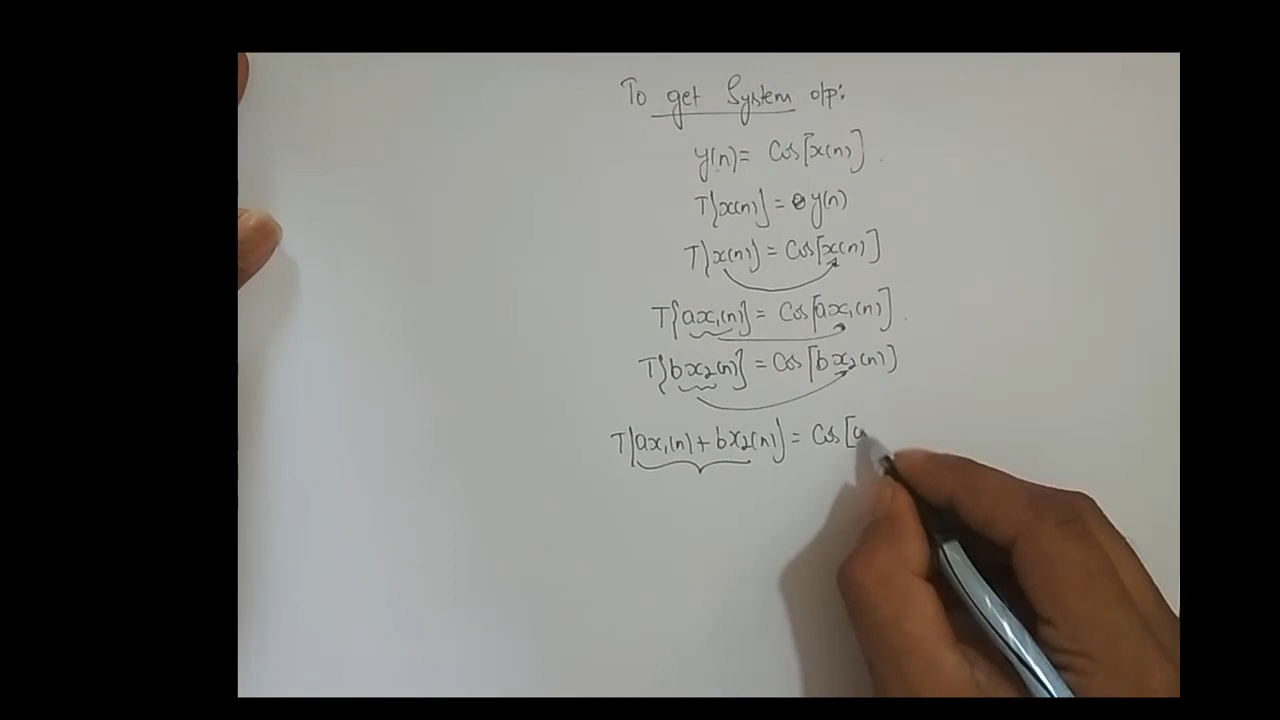 To get System o/p:
y(n) = Cos[x(n)]
T{x(n)} = y(n)
T{x(n)} = Cos[x(n)]
T{ax₁(n)} = Cos[ax₁(n)]
T{bx₂(n)} = Cos[bx₂(n)]
T{ax₁(n) + bx₂(n)} = Cos[a